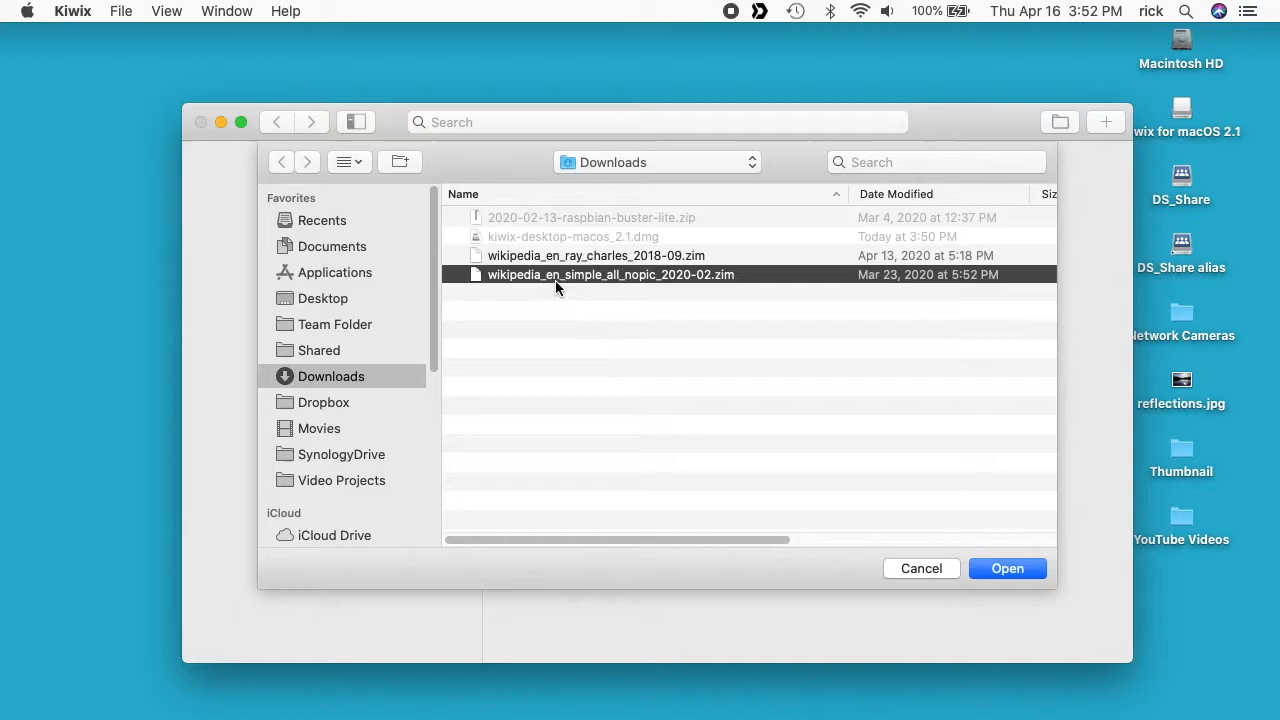 Kiwix File View Window Help 100% Thu Apr 16 3:52 PM rick
Macintosh HD
wix for macOS 2.1
DS_Share
DS_Share alias
Network Cameras
reflections.jpg
Thumbnail
YouTube Videos
Search
Downloads
Search
Favorites
Recents
Documents
Applications
Desktop
Team Folder
Shared
Downloads
Dropbox
Movies
SynologyDrive
Video Projects
iCloud
iCloud Drive
Name Date Modified Siz
2020-02-13-raspbian-buster-lite.zip Mar 4, 2020 at 12:37 PM
kiwix-desktop-macos_2.1.dmg Today at 3:50 PM
wikipedia_en_ray_charles_2018-09.zim Apr 13, 2020 at 5:18 PM
wikipedia_en_simple_all_nopic_2020-02.zim Mar 23, 2020 at 5:52 PM
Cancel Open